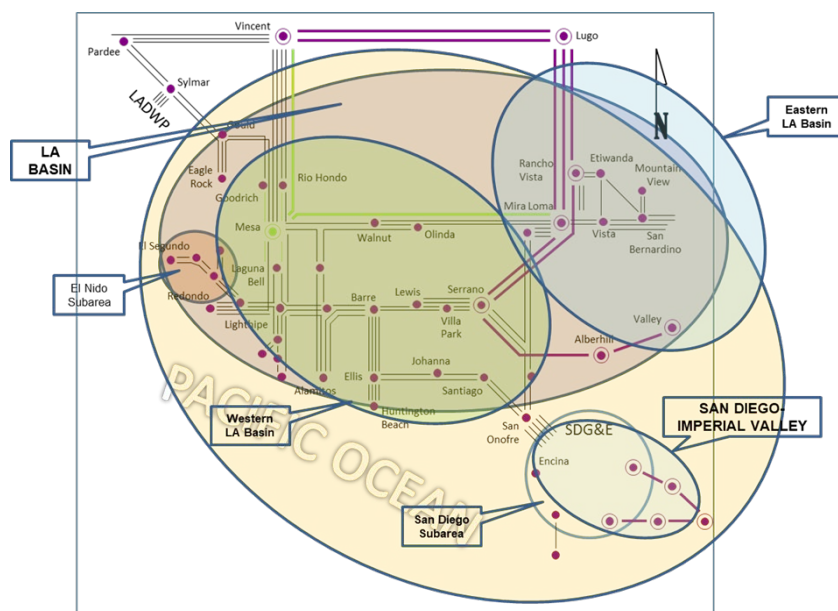 Vincent
Lugo
Pardee
Sylmar
LADWP
Gould
N
Eastern
LA Basin
LA
BASIN
Eagle
Rock
Goodrich
Rio Hondo
Rancho
Vista
Etiwanda
Mountain
View
Mira Loma
Mesa
Walnut
Olinda
Vista
San
Bernardino
El Segundo
El Nido
Subarea
Laguna
Bell
Redondo
Lighthipe
Barre
Lewis
Serrano
Villa
Park
Valley
Alberhill
Johanna
Ellis
Santiago
Alamitos
Huntington
Beach
Western
LA Basin
PACIFIC OCEAN
San
Onofre
SDG&E
SAN DIEGO-
IMPERIAL VALLEY
Encina
San Diego
Subarea